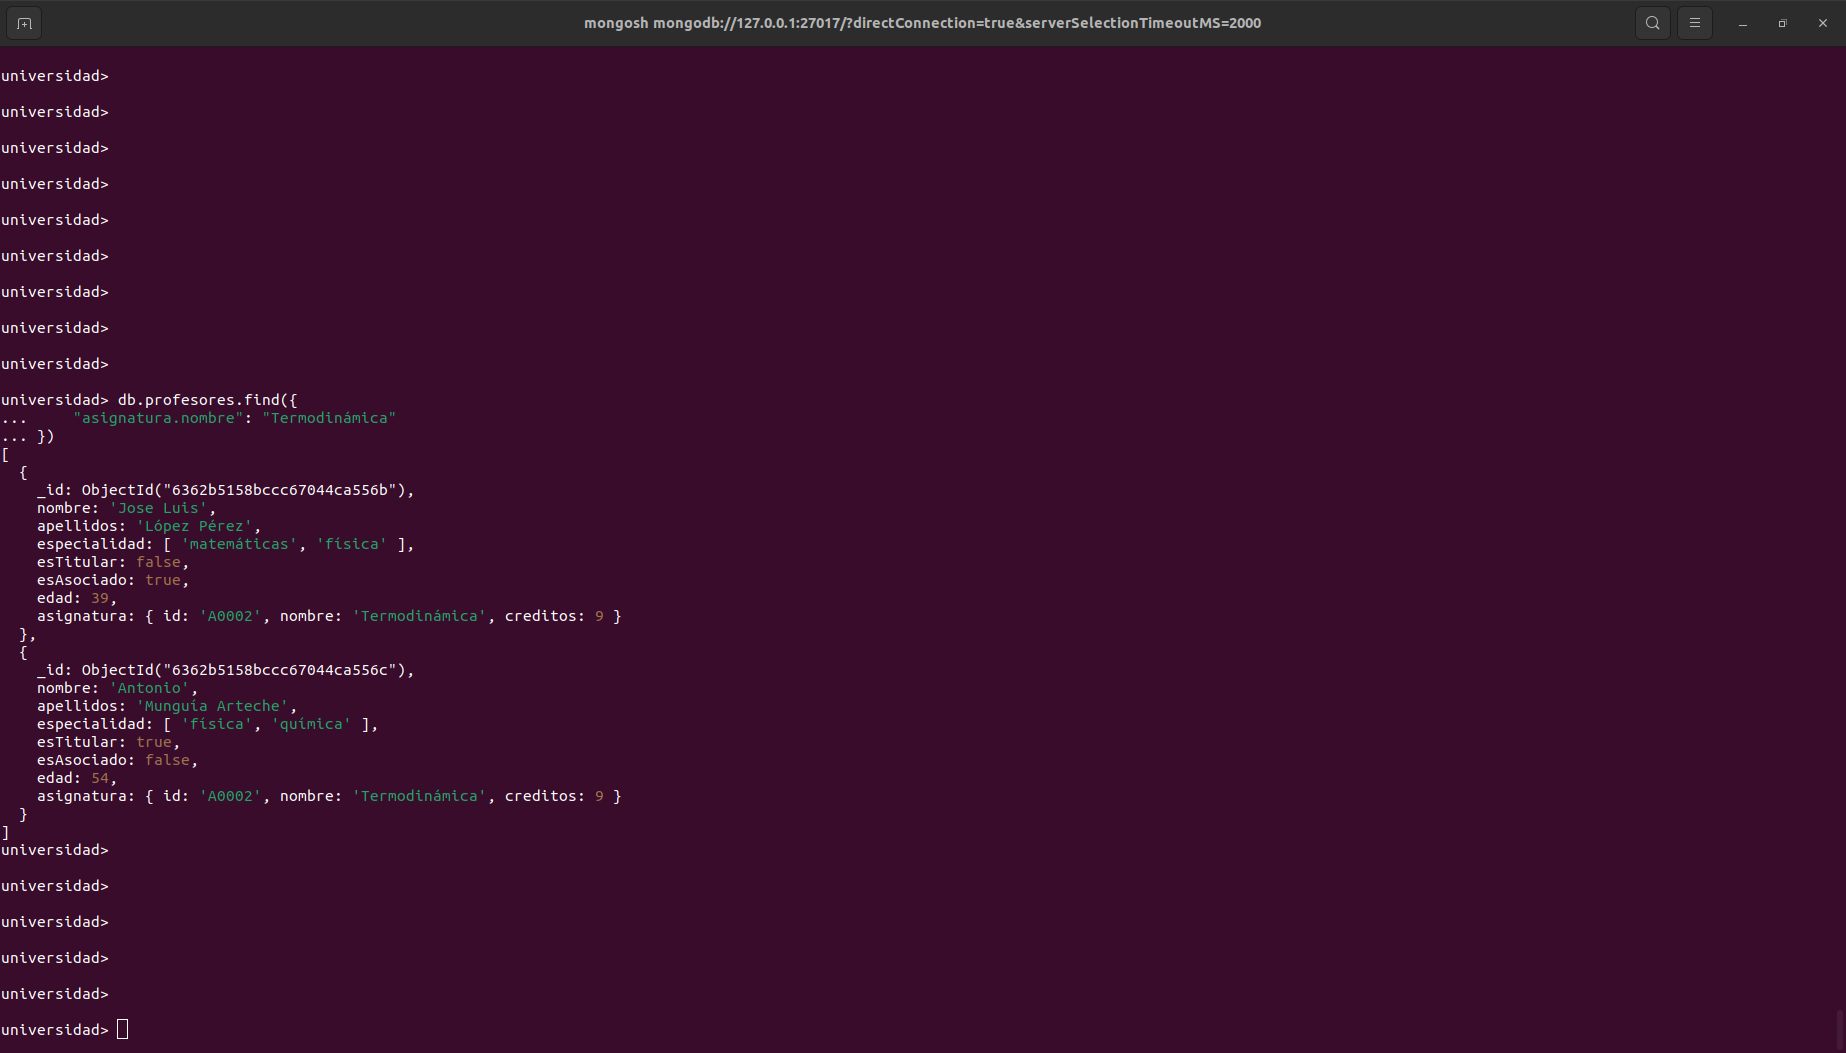 mongosh mongodb://127.0.0.1:27017/?directConnection=true&serverSelectionTimeoutMS=2000
universidad>
universidad>
universidad>
universidad>
universidad>
universidad>
universidad>
universidad>
universidad>
universidad> db.profesores.find({
...     "asignatura.nombre": "Termodinámica"
... })
[
  {
    _id: ObjectId("6362b5158bccc67044ca556b"),
    nombre: 'Jose Luis',
    apellidos: 'López Pérez',
    especialidad: [ 'matemáticas', 'física' ],
    esTitular: false,
    esAsociado: true,
    edad: 39,
    asignatura: { id: 'A0002', nombre: 'Termodinámica', creditos: 9 }
  },
  {
    _id: ObjectId("6362b5158bccc67044ca556c"),
    nombre: 'Antonio',
    apellidos: 'Munguía Arteche',
    especialidad: [ 'física', 'química' ],
    esTitular: true,
    esAsociado: false,
    edad: 54,
    asignatura: { id: 'A0002', nombre: 'Termodinámica', creditos: 9 }
  }
]
universidad>
universidad>
universidad>
universidad>
universidad>
universidad>